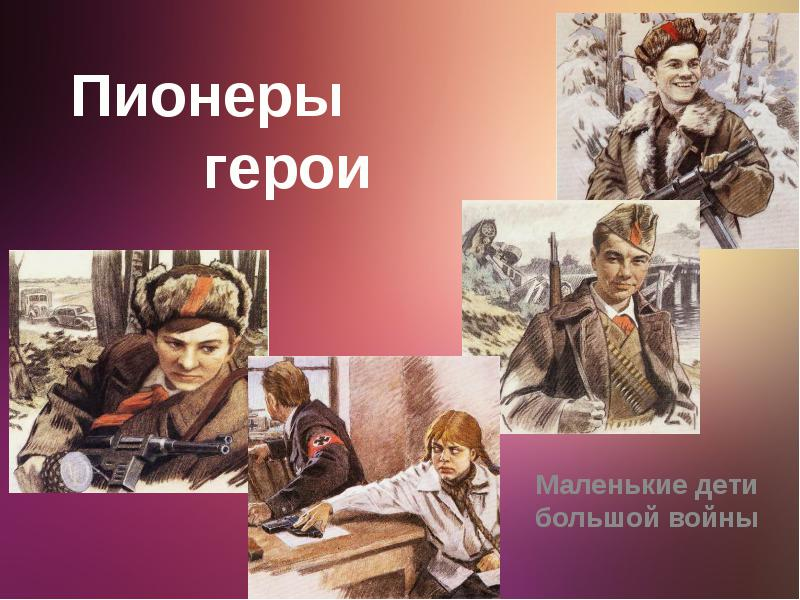 Пионеры
герои
Маленькие дети
большой войны